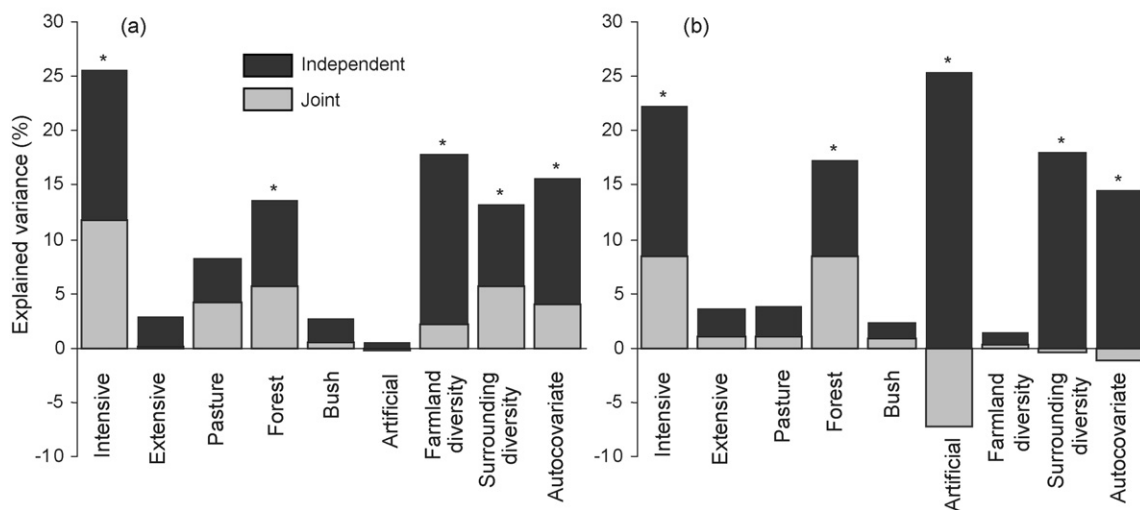 Explained variance (%)
30
25
20
15
10
5
0
-5
-10
(a)
Independent
Joint
*
*
*
*
*
Intensive
Extensive
Pasture
Forest
Bush
Artificial
Farmland
diversity
Surrounding
diversity
Autocovariate
30
25
20
15
10
5
0
-5
-10
(b)
*
*
*
*
*
Intensive
Extensive
Pasture
Forest
Bush
Artificial
Farmland
diversity
Surrounding
diversity
Autocovariate